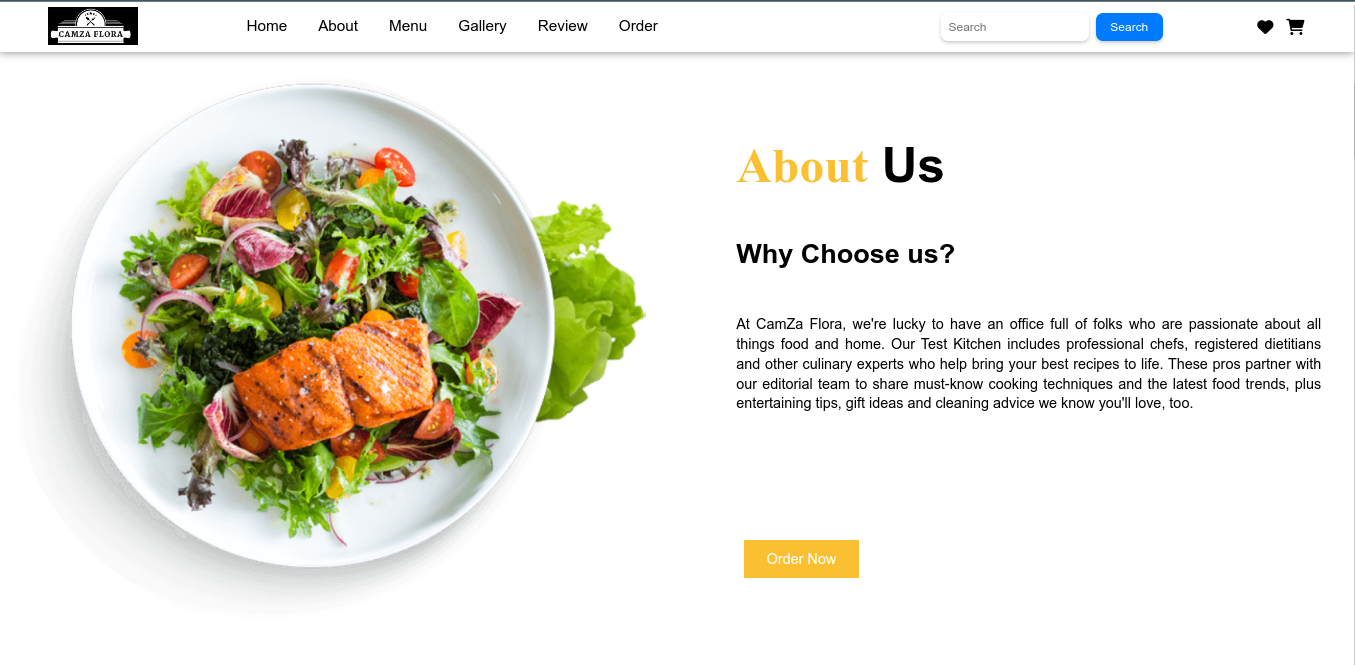 CAMZA FLORA
Home About Menu Gallery Review Order
Search
Search
About Us
Why Choose us?
At CamZa Flora, we're lucky to have an office full of folks who are passionate about all
things food and home. Our Test Kitchen includes professional chefs, registered dietitians
and other culinary experts who help bring your best recipes to life. These pros partner with
our editorial team to share must-know cooking techniques and the latest food trends, plus
entertaining tips, gift ideas and cleaning advice we know you'll love, too.
Order Now